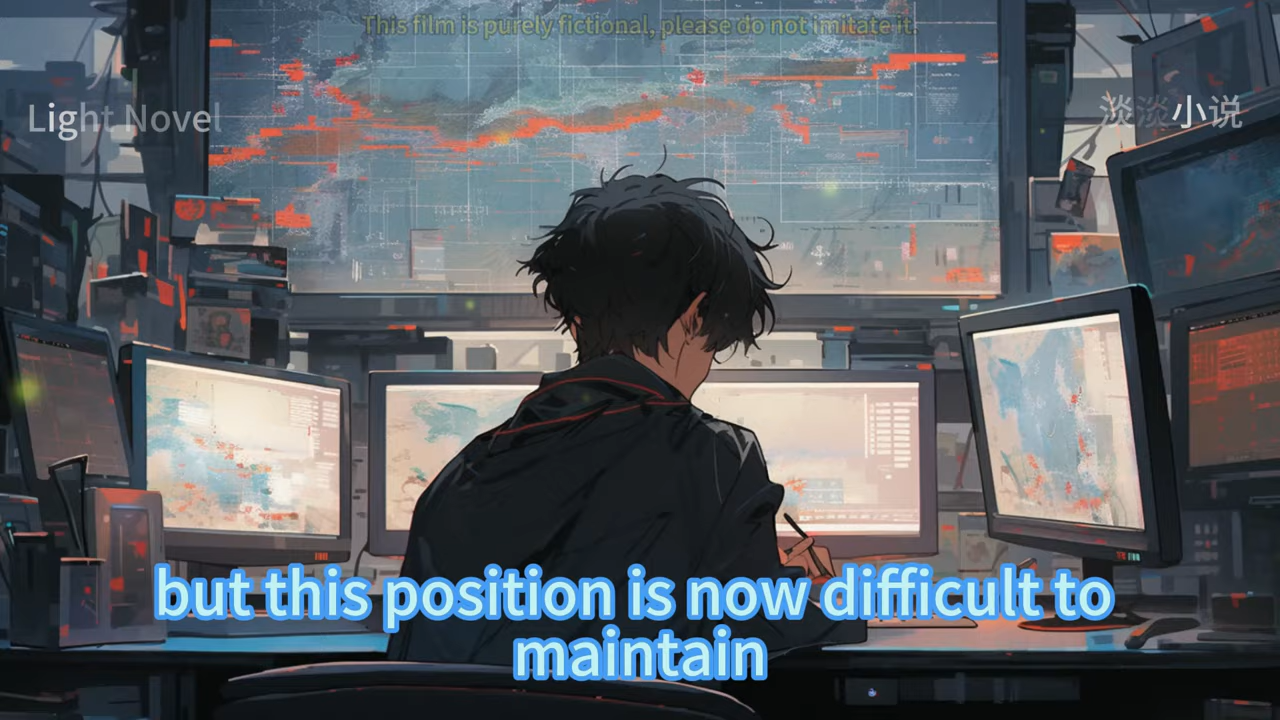 This film is purely fictional, please do not imitate it.
Light Novel
淡淡小说
but this position is now difficult to
maintain